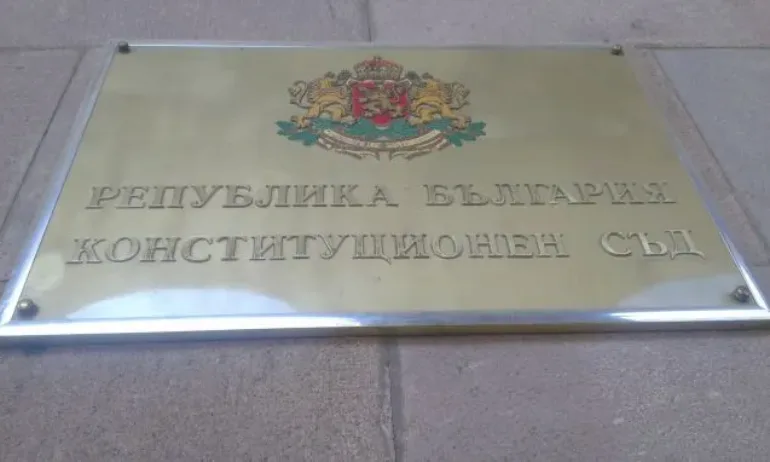 РЕПУБЛИКА БЪЛГАРИЯ
КОНСТИТУЦИОНЕН СЪД